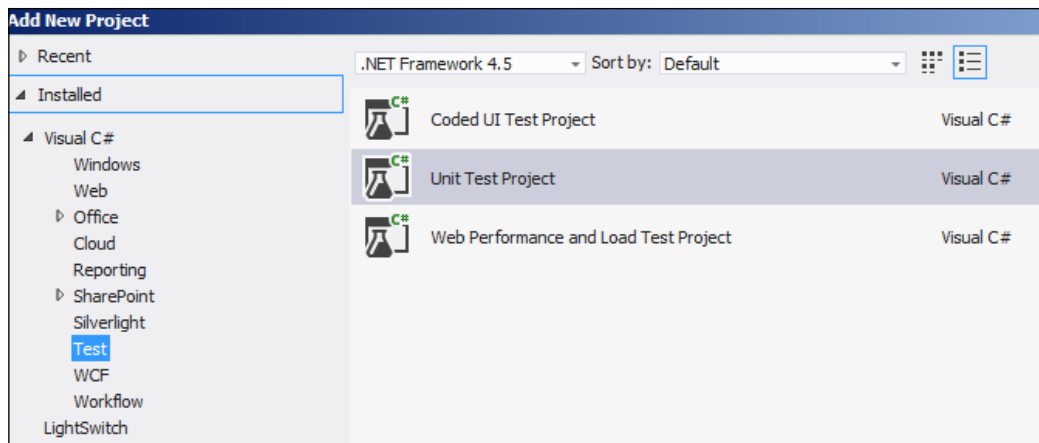 Add New Project
Recent
Installed
Visual C#
Windows
Web
Office
Cloud
Reporting
SharePoint
Silverlight
Test
WCF
Workflow
LightSwitch
.NET Framework 4.5 Sort by: Default
C# Coded UI Test Project Visual C#
C# Unit Test Project Visual C#
C# Web Performance and Load Test Project Visual C#